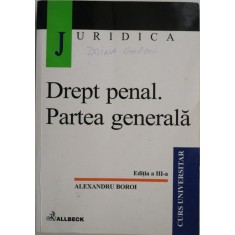 JURIDICA
Drept penal.
Partea generală
Ediția a III-a
ALEXANDRU BOROI
CURS UNIVERSITAR
ALLBECK